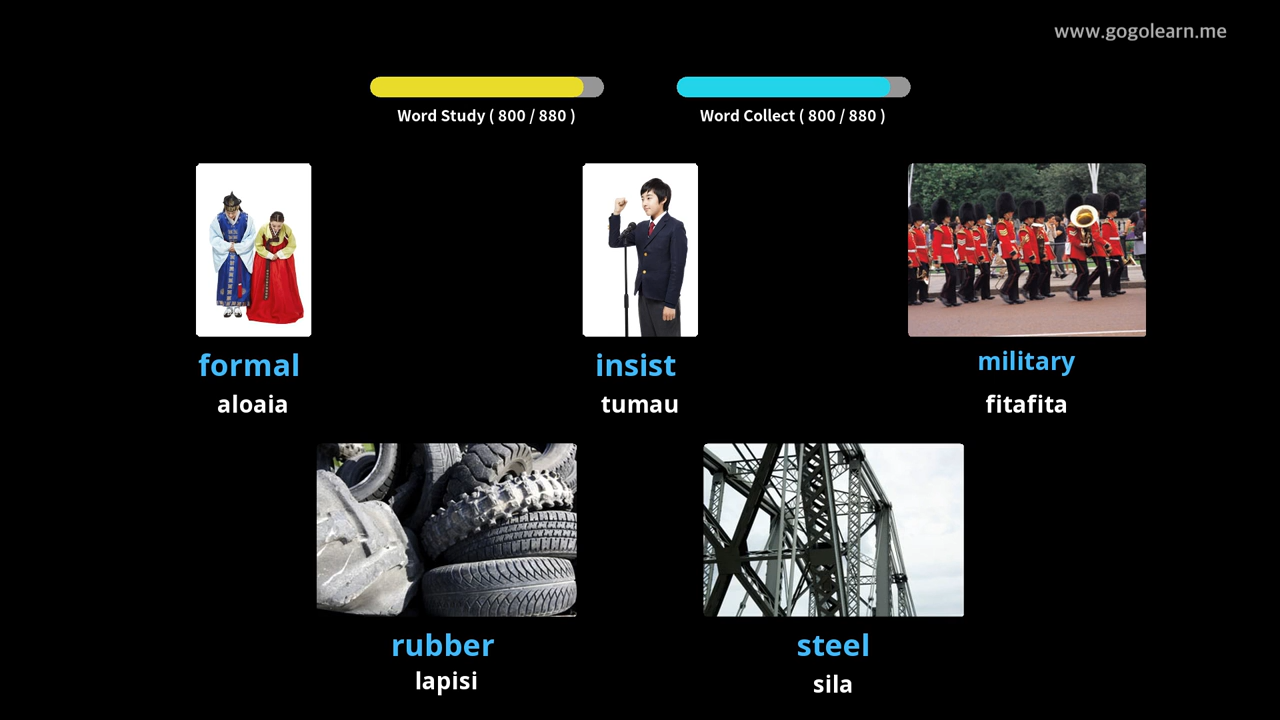 www.gogolearn.me
Word Study ( 800 / 880 )
Word Collect ( 800 / 880 )
formal
aloaia
insist
tumau
military
fitafita
rubber
lapisi
steel
sila